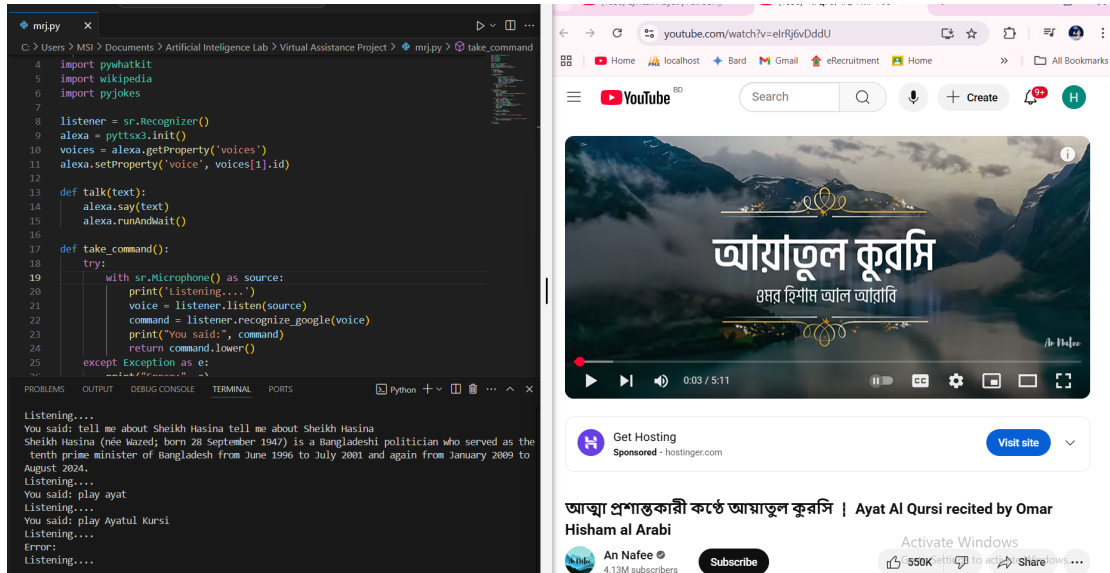 mrj.py
C: > Users > MSI > Documents > Artificial Inteligence Lab > Virtual Assistance Project > mrj.py > take_command
4 import pywhatkit
5 import wikipedia
6 import pyjokes
7
8 listener = sr.Recognizer()
9 alexa = pyttsx3.init()
10 voices = alexa.getProperty('voices')
11 alexa.setProperty('voice', voices[1].id)
12
13 def talk(text):
14 alexa.say(text)
15 alexa.runAndWait()
16
17 def take_command():
18 try:
19 with sr.Microphone() as source:
20 print('Listening....')
21 voice = listener.listen(source)
22 command = listener.recognize_google(voice)
23 print("You said:", command)
24 return command.lower()
25 except Exception as e:
PROBLEMS OUTPUT DEBUG CONSOLE TERMINAL PORTS Python
Listening....
You said: tell me about Sheikh Hasina tell me about Sheikh Hasina
Sheikh Hasina (née Wazed; born 28 September 1947) is a Bangladeshi politician who served as the
tenth prime minister of Bangladesh from June 1996 to July 2001 and again from January 2009 to
August 2024.
Listening....
You said: play ayat
Listening....
You said: play Ayatul Kursi
Listening....
Error:
Listening....
youtube.com/watch?v=elrRj6vDddU
Home localhost Gmail Bard eRecruitment Home » All Bookmarks
YouTube BD Search Create 9+ H
i
আয়াতুল কুরসি
ওমর হিশাম আল আরাবি
An Nafee
0:03 / 5:11 CC
Get Hosting
Sponsored · hostinger.com
Visit site
আত্মা প্রশান্তকারী কণ্ঠে আয়াতুল কুরসি | Ayat Al Qursi recited by Omar
Hisham al Arabi
An Nafee
4.13M subscribers
Subscribe
550K
Share
Activate Windows